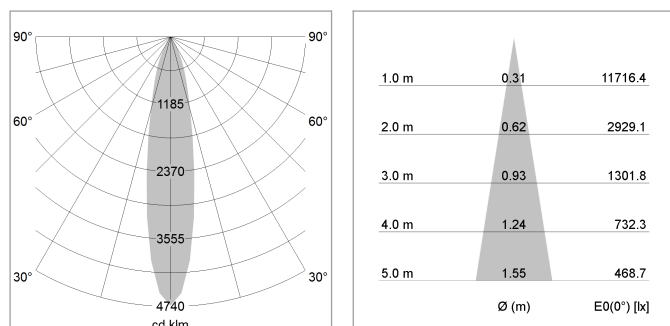 90° 90°
1185
60° 60°
2370
3555
30° 30°
4740
cd klm
1.0 m 0.31 11716.4
2.0 m 0.62 2929.1
3.0 m 0.93 1301.8
4.0 m 1.24 732.3
5.0 m 1.55 468.7
Ø (m) E0(0°) [lx]